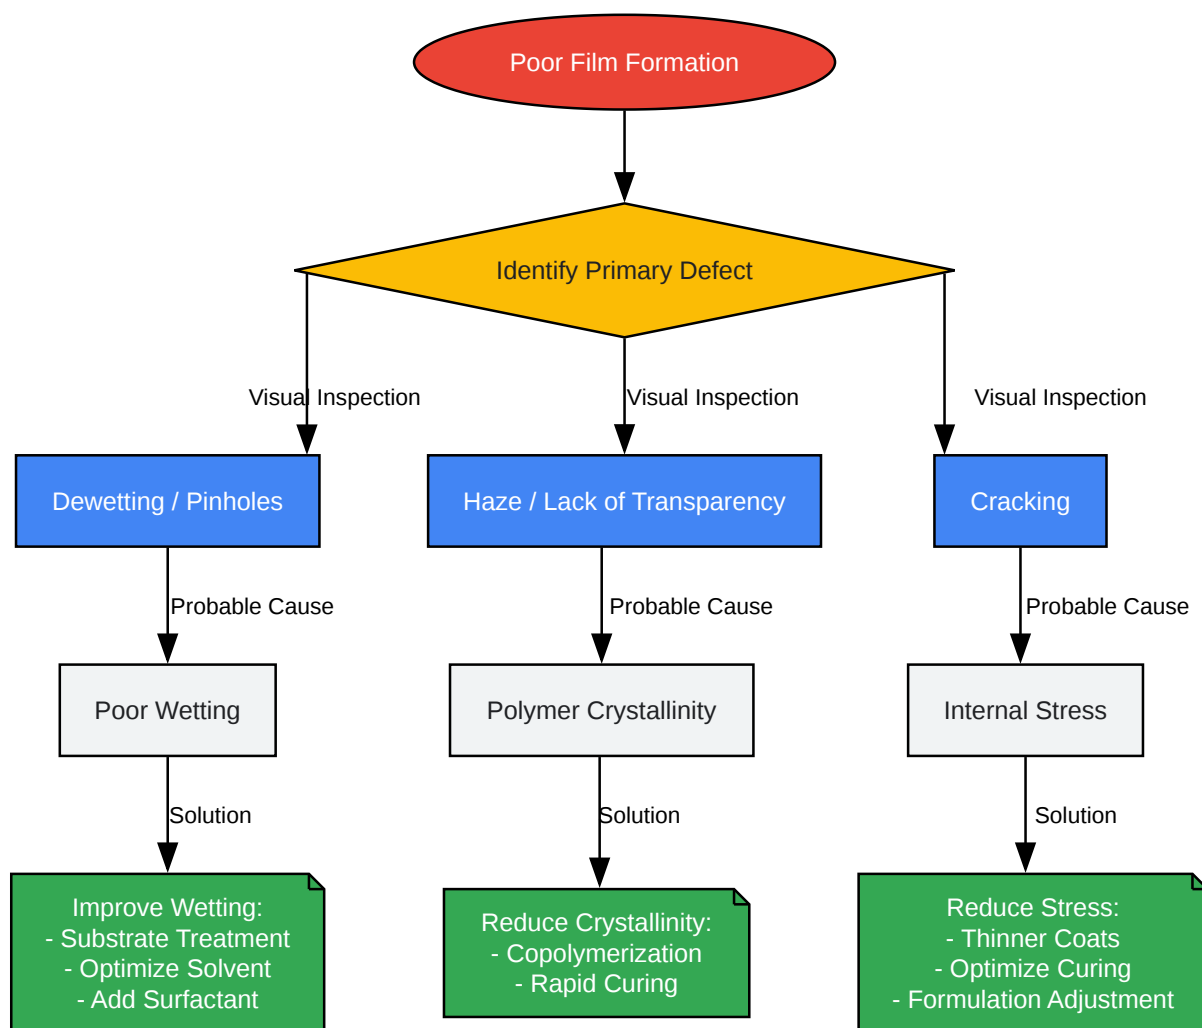 Poor Film Formation
Identify Primary Defect
Visual Inspection
Visual Inspection
Visual Inspection
Dewetting / Pinholes
Haze / Lack of Transparency
Cracking
Probable Cause
Probable Cause
Probable Cause
Poor Wetting
Polymer Crystallinity
Internal Stress
Solution
Solution
Solution
Improve Wetting:
- Substrate Treatment
- Optimize Solvent
- Add Surfactant
Reduce Crystallinity:
- Copolymerization
- Rapid Curing
Reduce Stress:
- Thinner Coats
- Optimize Curing
- Formulation Adjustment